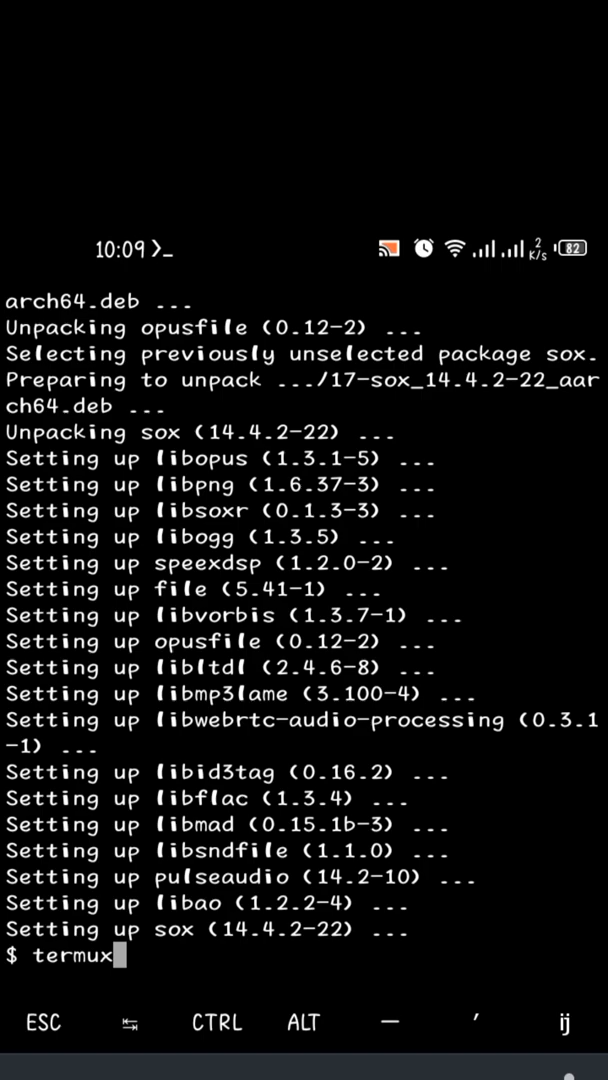 10:09 ❯_ 2 K/s 82
arch64.deb ...
Unpacking opusfile (0.12-2) ...
Selecting previously unselected package sox.
Preparing to unpack .../17-sox_14.4.2-22_aar
ch64.deb ...
Unpacking sox (14.4.2-22) ...
Setting up libopus (1.3.1-5) ...
Setting up libpng (1.6.37-3) ...
Setting up libsoxr (0.1.3-3) ...
Setting up libogg (1.3.5) ...
Setting up speexdsp (1.2.0-2) ...
Setting up file (5.41-1) ...
Setting up libvorbis (1.3.7-1) ...
Setting up opusfile (0.12-2) ...
Setting up libltdl (2.4.6-8) ...
Setting up libmp3lame (3.100-4) ...
Setting up libwebrtc-audio-processing (0.3.1
-1) ...
Setting up libid3tag (0.16.2) ...
Setting up libflac (1.3.4) ...
Setting up libmad (0.15.1b-3) ...
Setting up libsndfile (1.1.0) ...
Setting up pulseaudio (14.2-10) ...
Setting up libao (1.2.2-4) ...
Setting up sox (14.4.2-22) ...
$ termux
ESC ↹ CTRL ALT — ′ ij